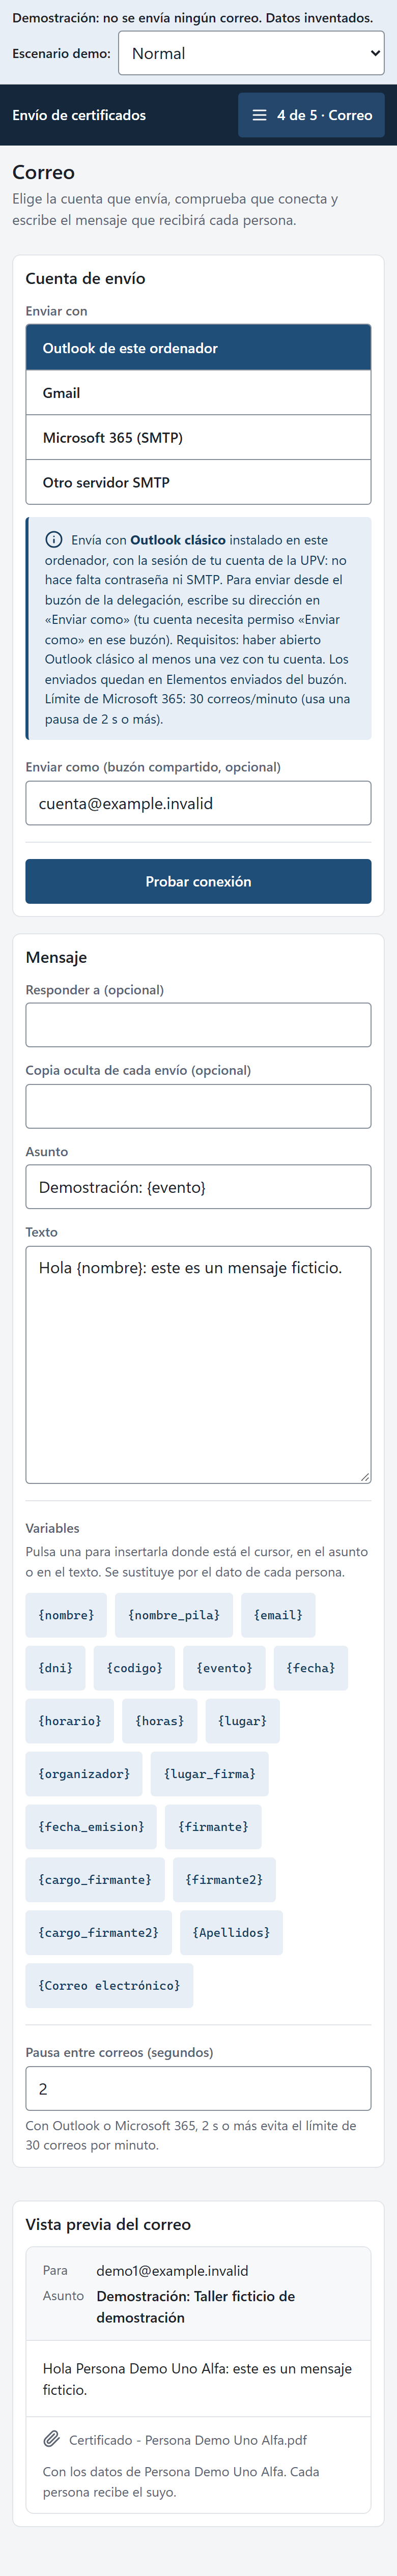 Demostración: no se envía ningún correo. Datos inventados.
Escenario demo: Normal
Envío de certificados
4 de 5 · Correo
Correo
Elige la cuenta que envía, comprueba que conecta y
escribe el mensaje que recibirá cada persona.
Cuenta de envío
Enviar con
Outlook de este ordenador
Gmail
Microsoft 365 (SMTP)
Otro servidor SMTP
Envía con Outlook clásico instalado en este
ordenador, con la sesión de tu cuenta de la UPV: no
hace falta contraseña ni SMTP. Para enviar desde el
buzón de la delegación, escribe su dirección en
«Enviar como» (tu cuenta necesita permiso «Enviar
como» en ese buzón). Requisitos: haber abierto
Outlook clásico al menos una vez con tu cuenta. Los
enviados quedan en Elementos enviados del buzón.
Límite de Microsoft 365: 30 correos/minuto (usa una
pausa de 2 s o más).
Enviar como (buzón compartido, opcional)
cuenta@example.invalid
Probar conexión
Mensaje
Responder a (opcional)
Copia oculta de cada envío (opcional)
Asunto
Demostración: {evento}
Texto
Hola {nombre}: este es un mensaje ficticio.
Variables
Pulsa una para insertarla donde está el cursor, en el asunto
o en el texto. Se sustituye por el dato de cada persona.
{nombre} {nombre_pila} {email}
{dni} {codigo} {evento} {fecha}
{horario} {horas} {lugar}
{organizador} {lugar_firma}
{fecha_emision} {firmante}
{cargo_firmante} {firmante2}
{cargo_firmante2} {Apellidos}
{Correo electrónico}
Pausa entre correos (segundos)
2
Con Outlook o Microsoft 365, 2 s o más evita el límite de
30 correos por minuto.
Vista previa del correo
Para demo1@example.invalid
Asunto Demostración: Taller ficticio de
demostración
Hola Persona Demo Uno Alfa: este es un mensaje
ficticio.
Certificado - Persona Demo Uno Alfa.pdf
Con los datos de Persona Demo Uno Alfa. Cada
persona recibe el suyo.